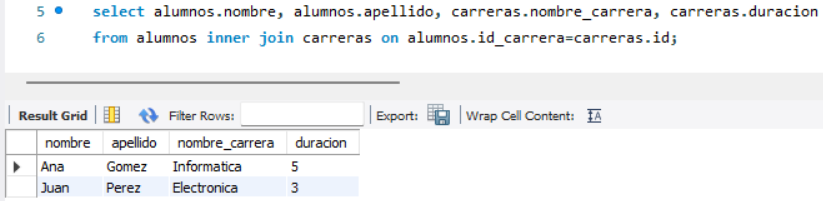 5 select alumnos.nombre, alumnos.apellido, carreras.nombre_carrera, carreras.duracion
6 from alumnos inner join carreras on alumnos.id_carrera=carreras.id;
Result Grid Filter Rows: Export: Wrap Cell Content: IA
nombre apellido nombre_carrera duracion
Ana Gomez Informatica 5
Juan Perez Electronica 3